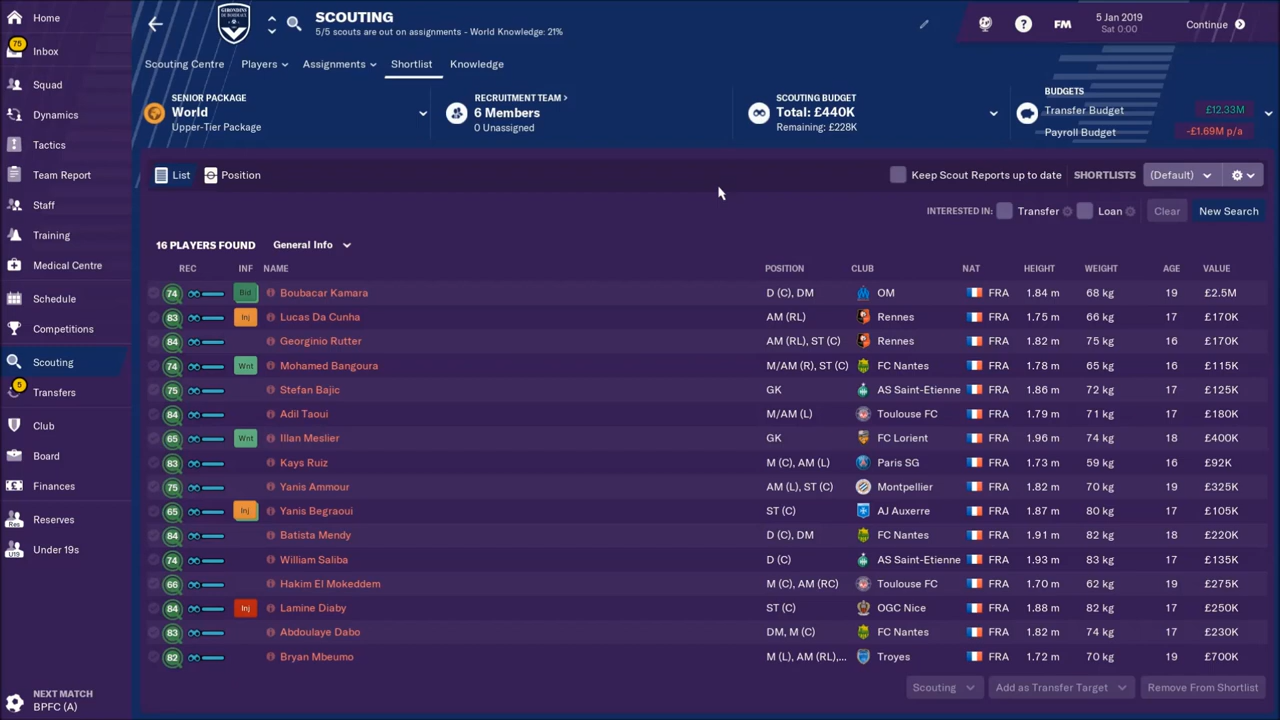 Home
75
Inbox
Squad
Dynamics
Tactics
Team Report
Staff
Training
Medical Centre
Schedule
Competitions
Scouting
5
Transfers
Club
Board
Finances
Res
Reserves
U19
Under 19s
NEXT MATCH
BPFC (A)
SCOUTING
5/5 scouts are out on assignments - World Knowledge: 21%
? FM
5 Jan 2019
Sat 0:00
Continue
Scouting Centre Players Assignments Shortlist Knowledge
SENIOR PACKAGE
World
Upper-Tier Package
RECRUITMENT TEAM >
6 Members
0 Unassigned
SCOUTING BUDGET
Total: £440K
Remaining: £228K
BUDGETS
Transfer Budget £12.33M
Payroll Budget -£1.69M p/a
List Position Keep Scout Reports up to date SHORTLISTS (Default)
INTERESTED IN: Transfer Loan Clear New Search
16 PLAYERS FOUND General Info
REC INF NAME POSITION CLUB NAT HEIGHT WEIGHT AGE VALUE
74 Bid Boubacar Kamara D (C), DM OM FRA 1.84 m 68 kg 19 £2.5M
83 Inj Lucas Da Cunha AM (RL) Rennes FRA 1.75 m 66 kg 17 £170K
84 Georginio Rutter AM (RL), ST (C) Rennes FRA 1.82 m 75 kg 16 £170K
74 Wnt Mohamed Bangoura M/AM (R), ST (C) FC Nantes FRA 1.78 m 65 kg 16 £115K
75 Stefan Bajic GK AS Saint-Etienne FRA 1.86 m 72 kg 17 £125K
84 Adil Taoui M/AM (L) Toulouse FC FRA 1.79 m 71 kg 17 £180K
65 Wnt Illan Meslier GK FC Lorient FRA 1.96 m 74 kg 18 £400K
83 Kays Ruiz M (C), AM (L) Paris SG FRA 1.73 m 59 kg 16 £92K
75 Yanis Ammour AM (L), ST (C) Montpellier FRA 1.82 m 70 kg 19 £325K
65 Inj Yanis Begraoui ST (C) AJ Auxerre FRA 1.87 m 80 kg 17 £105K
84 Batista Mendy D (C), DM FC Nantes FRA 1.91 m 82 kg 18 £220K
74 William Saliba D (C) AS Saint-Etienne FRA 1.93 m 83 kg 17 £135K
66 Hakim El Mokeddem M (C), AM (RC) Toulouse FC FRA 1.70 m 62 kg 19 £275K
84 Inj Lamine Diaby ST (C) OGC Nice FRA 1.88 m 82 kg 17 £250K
83 Abdoulaye Dabo DM, M (C) FC Nantes FRA 1.82 m 74 kg 17 £230K
82 Bryan Mbeumo M (L), AM (RL),... Troyes FRA 1.72 m 70 kg 19 £700K
Scouting Add as Transfer Target Remove From Shortlist